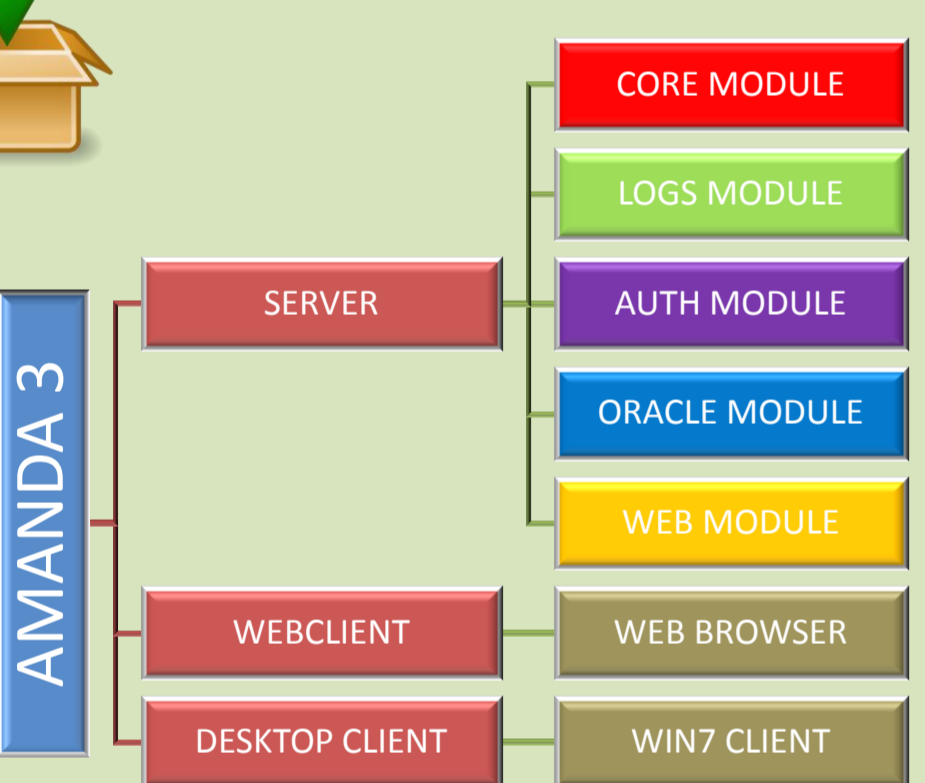 AMANDA 3
SERVER
CORE MODULE
LOGS MODULE
AUTH MODULE
ORACLE MODULE
WEB MODULE
WEBCLIENT
WEB BROWSER
DESKTOP CLIENT
WIN7 CLIENT